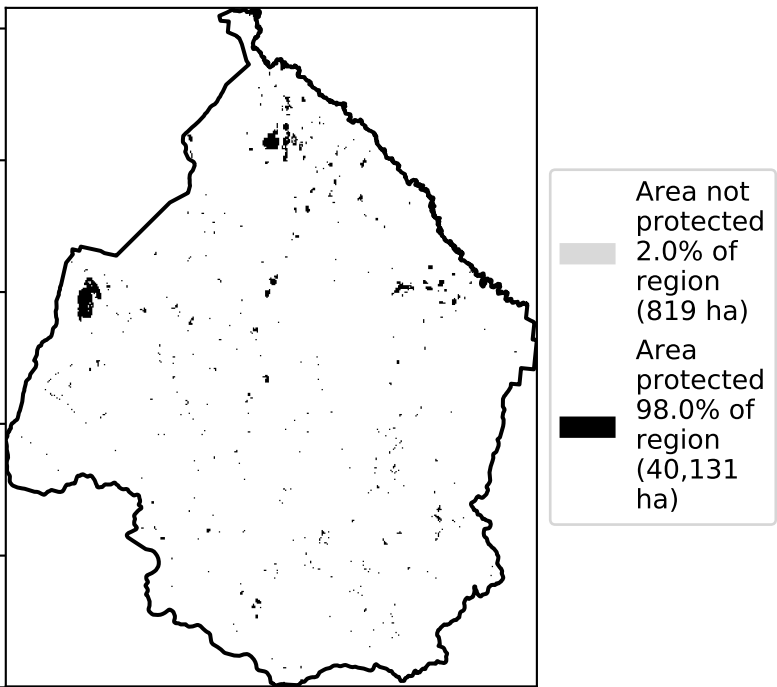 Area not
protected
2.0% of
region
(819 ha)
Area
protected
98.0% of
region
(40,131
ha)